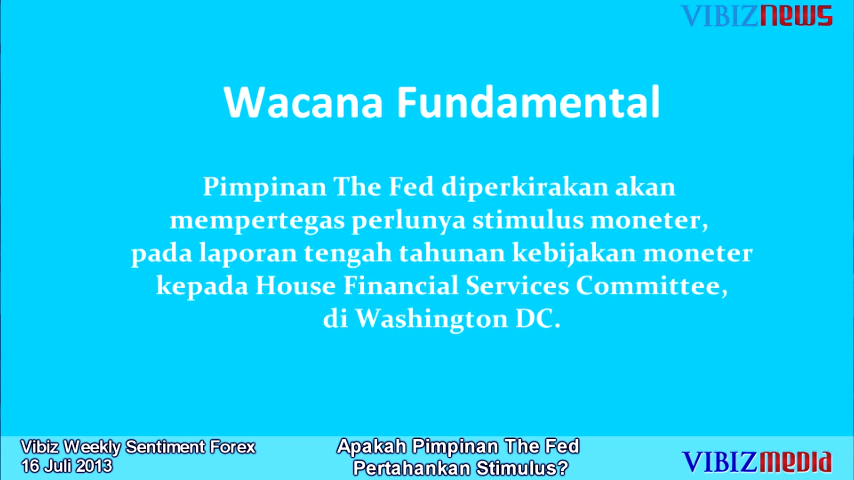 VIBIZNEWS
Wacana Fundamental
Pimpinan The Fed diperkirakan akan
mempertegas perlunya stimulus moneter,
pada laporan tengah tahunan kebijakan moneter
kepada House Financial Services Committee,
di Washington DC.
Vibiz Weekly Sentiment Forex
16 Juli 2013
Apakah Pimpinan The Fed
Pertahankan Stimulus?
VIBIZMEDIA